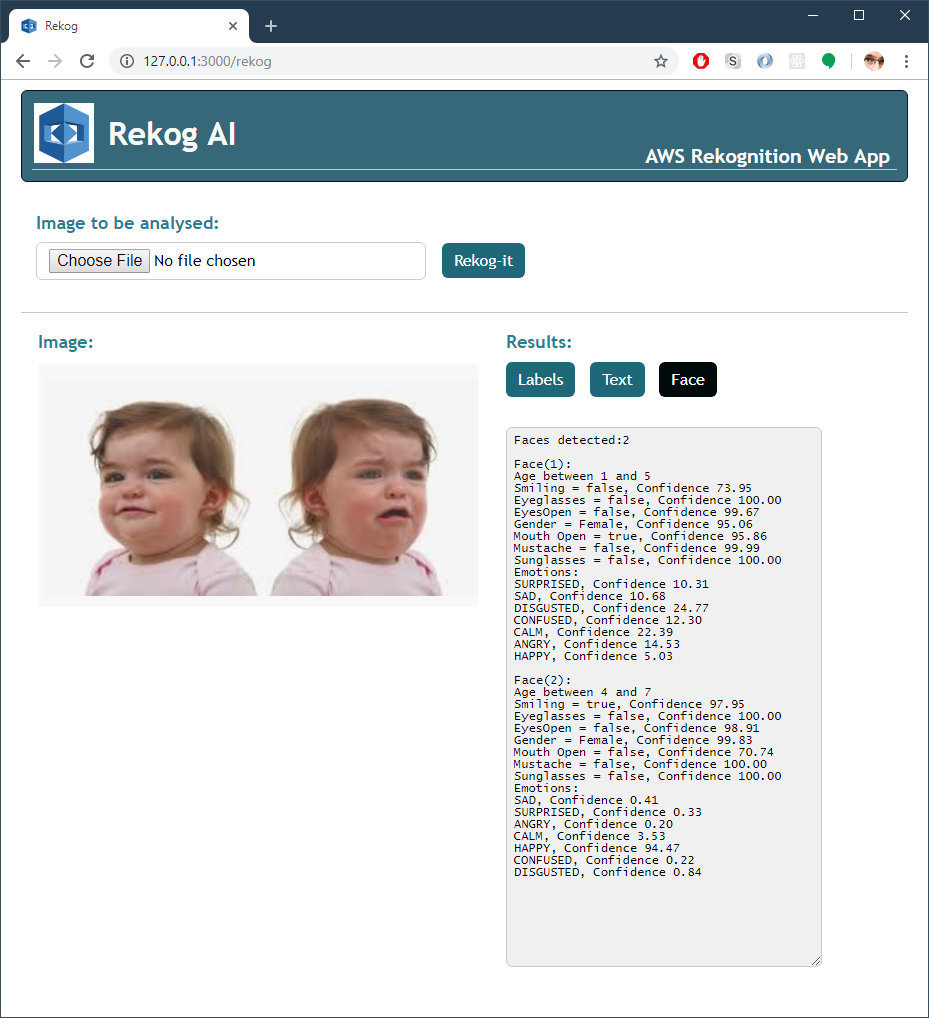 Rekog
127.0.0.1:3000/rekog
S
Rekog AI
AWS Rekognition Web App
Image to be analysed:
Choose File No file chosen
Rekog-it
Image:
Results:
Labels Text Face
Faces detected:2
Face(1):
Age between 1 and 5
Smiling = false, Confidence 73.95
Eyeglasses = false, Confidence 100.00
EyesOpen = false, Confidence 99.67
Gender = Female, Confidence 95.06
Mouth Open = true, Confidence 95.86
Mustache = false, Confidence 99.99
Sunglasses = false, Confidence 100.00
Emotions:
SURPRISED, Confidence 10.31
SAD, Confidence 10.68
DISGUSTED, Confidence 24.77
CONFUSED, Confidence 12.30
CALM, Confidence 22.39
ANGRY, Confidence 14.53
HAPPY, Confidence 5.03
Face(2):
Age between 4 and 7
Smiling = true, Confidence 97.95
Eyeglasses = false, Confidence 100.00
EyesOpen = false, Confidence 98.91
Gender = Female, Confidence 99.83
Mouth Open = false, Confidence 70.74
Mustache = false, Confidence 100.00
Sunglasses = false, Confidence 100.00
Emotions:
SAD, Confidence 0.41
SURPRISED, Confidence 0.33
ANGRY, Confidence 0.20
CALM, Confidence 3.53
HAPPY, Confidence 94.47
CONFUSED, Confidence 0.22
DISGUSTED, Confidence 0.84